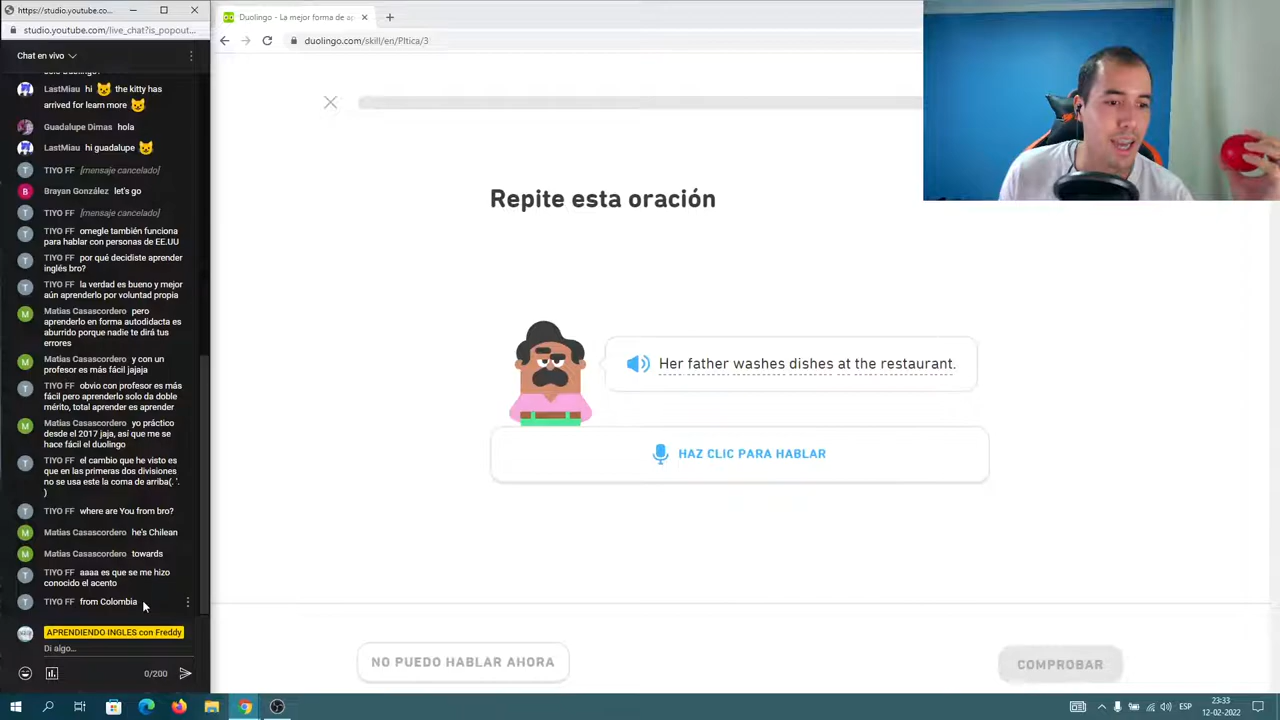 https://studio.youtube.com/...
studio.youtube.com/live_chat?is_popout...
Chat en vivo
LastMiau hi the kitty has
arrived for learn more
Guadalupe Dimas hola
LastMiau hi guadalupe
TIYO FF [mensaje cancelado]
Brayan González let's go
TIYO FF [mensaje cancelado]
TIYO FF omegle también funciona
para hablar con personas de EE.UU
TIYO FF por qué decidiste aprender
inglés bro?
TIYO FF la verdad es bueno y mejor
aún aprenderlo por voluntad propia
Matias Casascordero pero
aprenderlo en forma autodidacta es
aburrido porque nadie te dirá tus
errores
Matias Casascordero y con un
profesor es más fácil jajaja
TIYO FF obvio con profesor es más
fácil pero aprenderlo solo da doble
mérito, total aprender es aprender
Matias Casascordero yo práctico
desde el 2017 jaja, así que me se
hace fácil el duolingo
TIYO FF el cambio que he visto es
que en las primeras dos divisiones
no se usa este la coma de arriba(. '.
)
TIYO FF where are You from bro?
Matias Casascordero he's Chilean
Matias Casascordero towards
TIYO FF aaaa es que se me hizo
conocido el acento
TIYO FF from Colombia
APRENDIENDO INGLES con Freddy
Di algo...
0/200
Duolingo - La mejor forma de ap
duolingo.com/skill/en/Pltica/3
Repite esta oración
Her father washes dishes at the restaurant.
HAZ CLIC PARA HABLAR
NO PUEDO HABLAR AHORA
COMPROBAR
ESP
23:33
12-02-2022